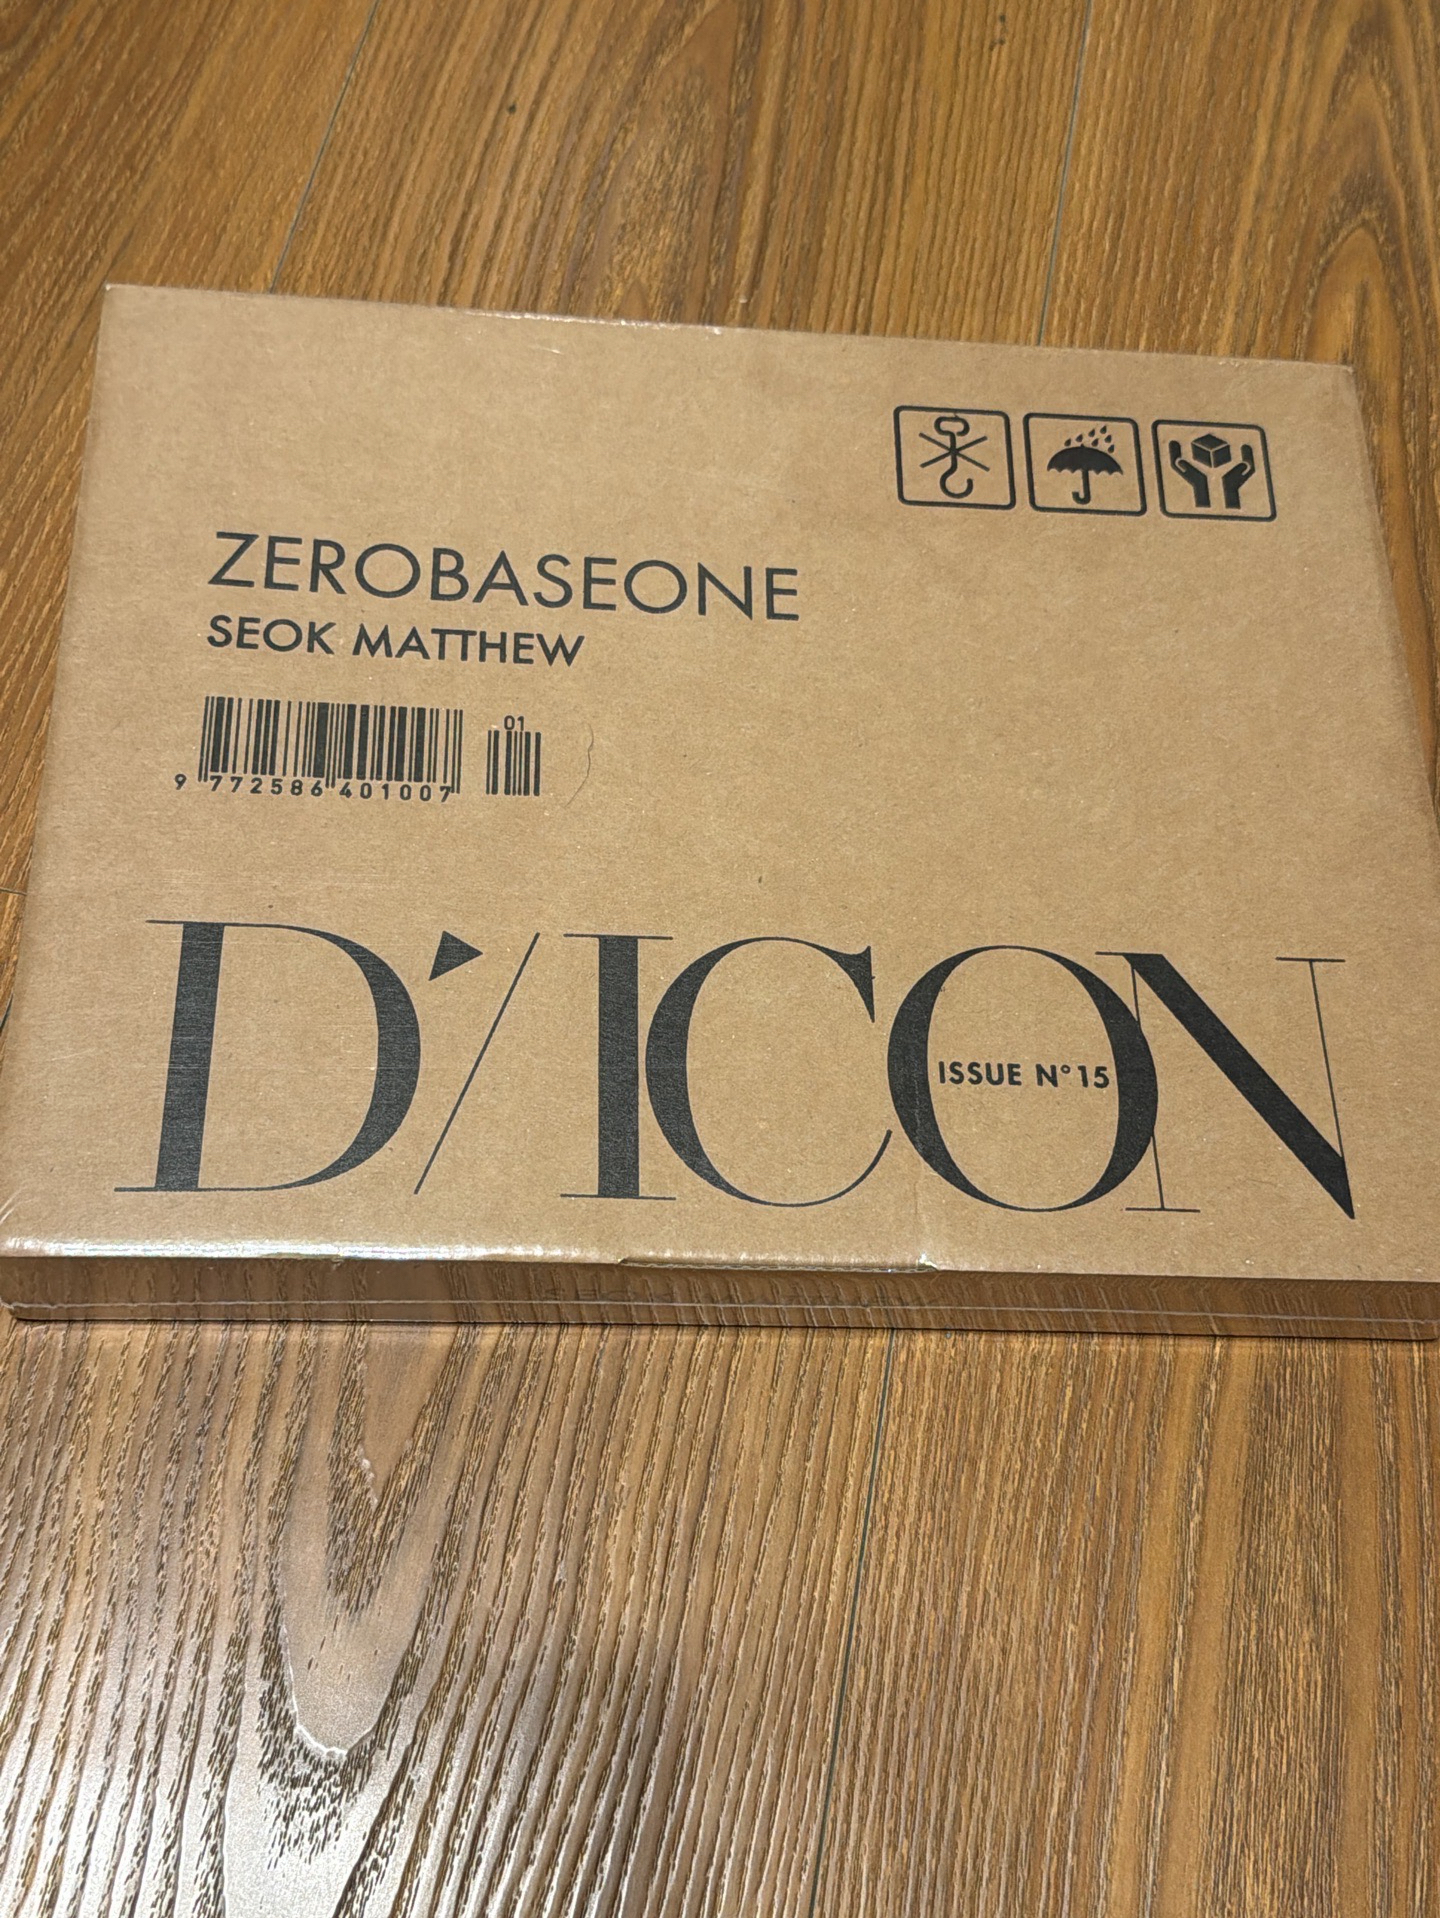 ZEROBASEONE
SEOK MATTHEW
01
9 772586 401007
D'/ICON
ISSUE N°15